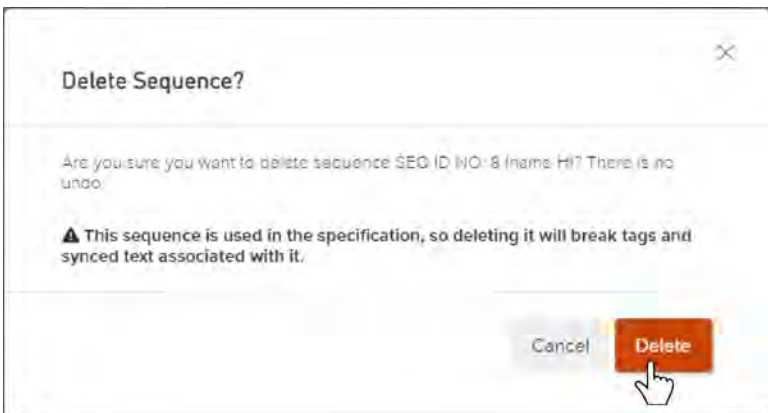 Delete Sequence?
Are you sure you want to delete sequence SEQ ID NO: 8 (name H)? There is no
undo.
⚠ This sequence is used in the specification, so deleting it will break tags and
synced text associated with it.
Cancel
Delete